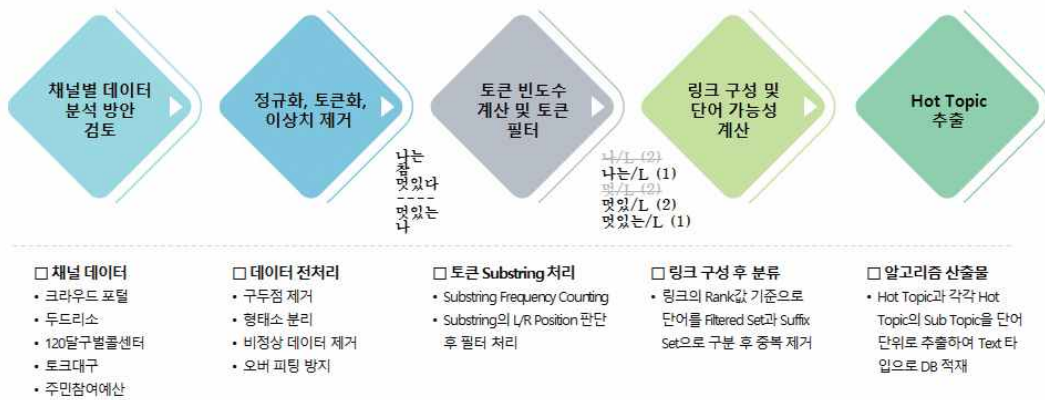 채널별 데이터
분석 방안
검토
정규화, 토큰화,
이상치 제거
토큰 빈도수
계산 및 토큰
필터
링크 구성 및
단어 가능성
계산
Hot Topic
추출
나는
참
멋있다
----
멋있는
나
나/L (2)
나는/L (1)
멋/L (2)
멋있/L (2)
멋있는/L (1)
□ 채널 데이터
• 크라우드 포털
• 두드리소
• 120달구벌콜센터
• 토크대구
• 주민참여예산
□ 데이터 전처리
• 구두점 제거
• 형태소 분리
• 비정상 데이터 제거
• 오버 피팅 방지
□ 토큰 Substring 처리
• Substring Frequency Counting
• Substring의 L/R Position 판단
후 필터 처리
□ 링크 구성 후 분류
• 링크의 Rank값 기준으로
단어를 Filtered Set과 Suffix
Set으로 구분 후 중복 제거
□ 알고리즘 산출물
• Hot Topic과 각각 Hot
Topic의 Sub Topic을 단어
단위로 추출하여 Text 타
입으로 DB 적재